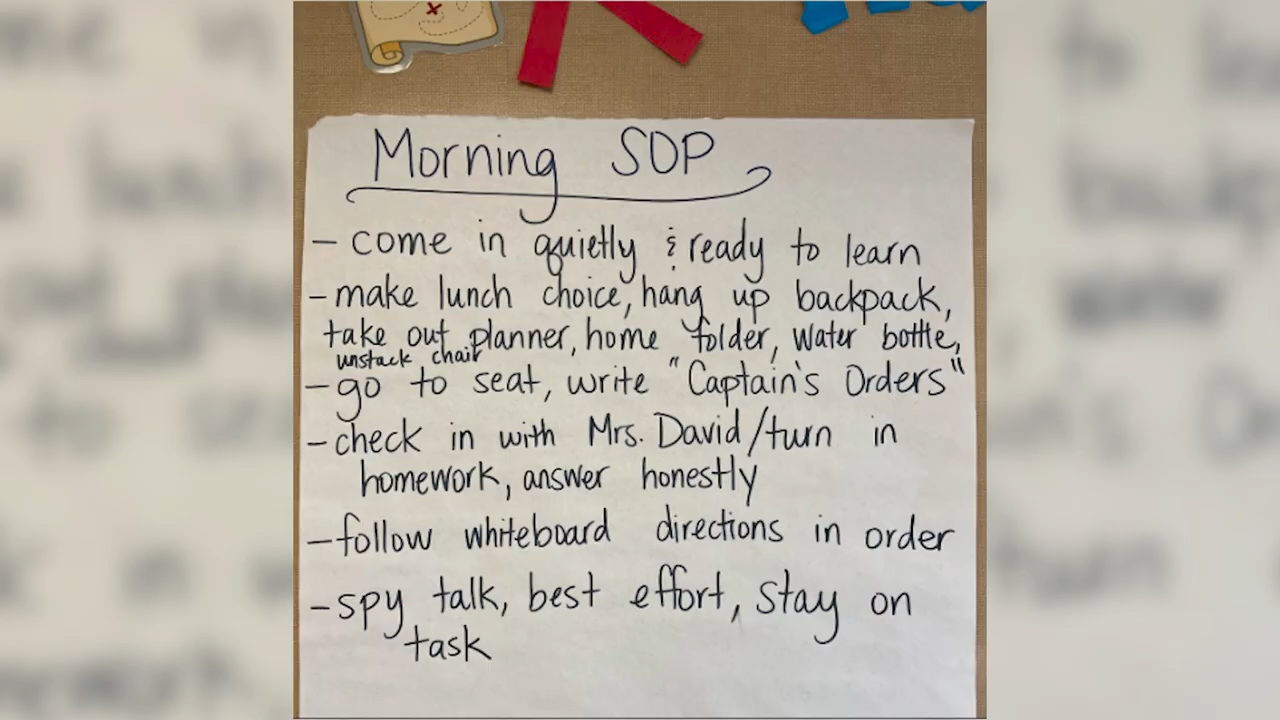 Morning SOP
- come in quietly & ready to learn
- make lunch choice, hang up backpack,
take out planner, home folder, water bottle,
unstack chair
- go to seat, write "Captain's Orders"
- check in with Mrs. David/turn in
homework, answer honestly
- follow whiteboard directions in order
- spy talk, best effort, stay on
task